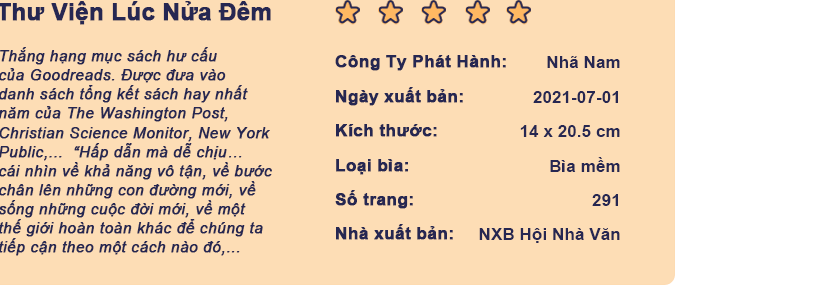 Thư Viện Lúc Nửa Đêm
Thắng hạng mục sách hư cấu
của Goodreads. Được đưa vào
danh sách tổng kết sách hay nhất
năm của The Washington Post,
Christian Science Monitor, New York
Public,... “Hấp dẫn mà dễ chịu...
cái nhìn về khả năng vô tận, về bước
chân lên những con đường mới, về
sống những cuộc đời mới, về một
thế giới hoàn toàn khác để chúng ta
tiếp cận theo một cách nào đó,...
Công Ty Phát Hành: Nhã Nam
Ngày xuất bản: 2021-07-01
Kích thước: 14 x 20.5 cm
Loại bìa: Bìa mềm
Số trang: 291
Nhà xuất bản: NXB Hội Nhà Văn